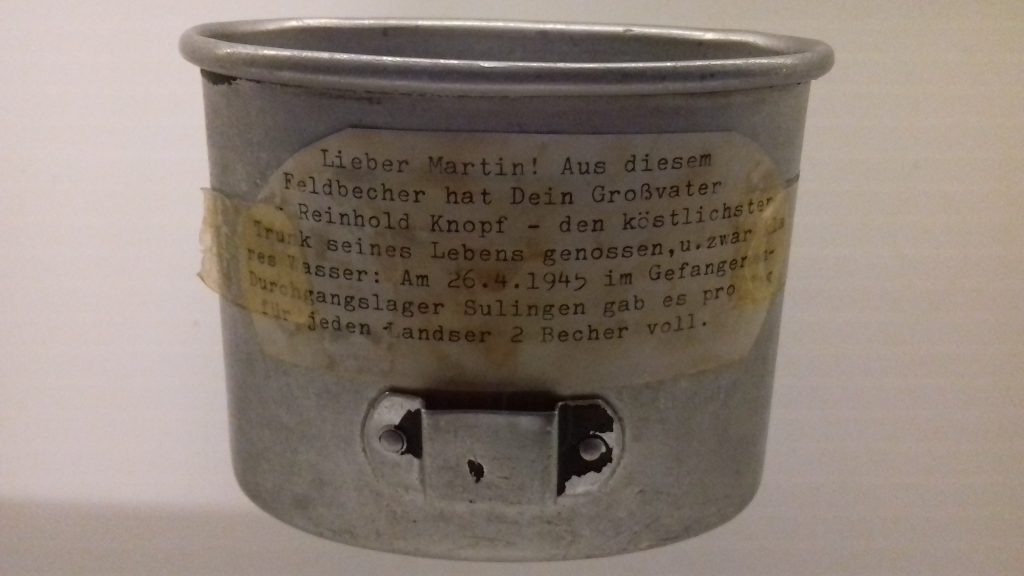 Lieber Martin! Aus diesem
Feldbecher hat Dein Großvater
- Reinhold Knopf - den köstlichsten
Trunk seines Lebens genossen, u.zwar
res Wasser: Am 26.4.1945 im Gefangenen-
Durchgangslager Sulingen gab es pro
für jeden Landser 2 Becher voll.